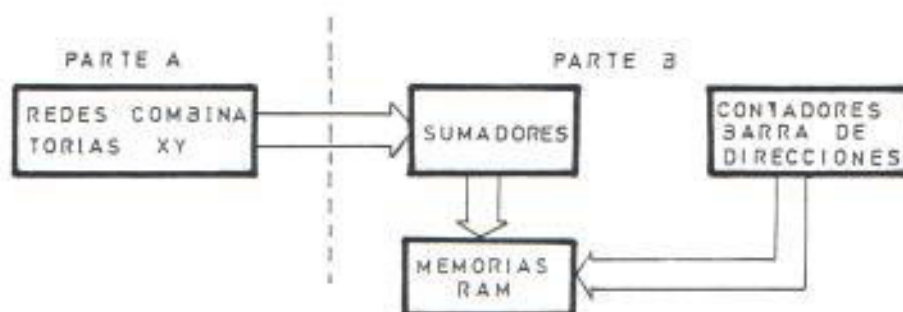 PARTE A
PARTE B
REDES COMBINA
TORIAS XY
SUMADORES
CONTADORES
BARRA DE
DIRECCIONES
MEMORIAS
RAM